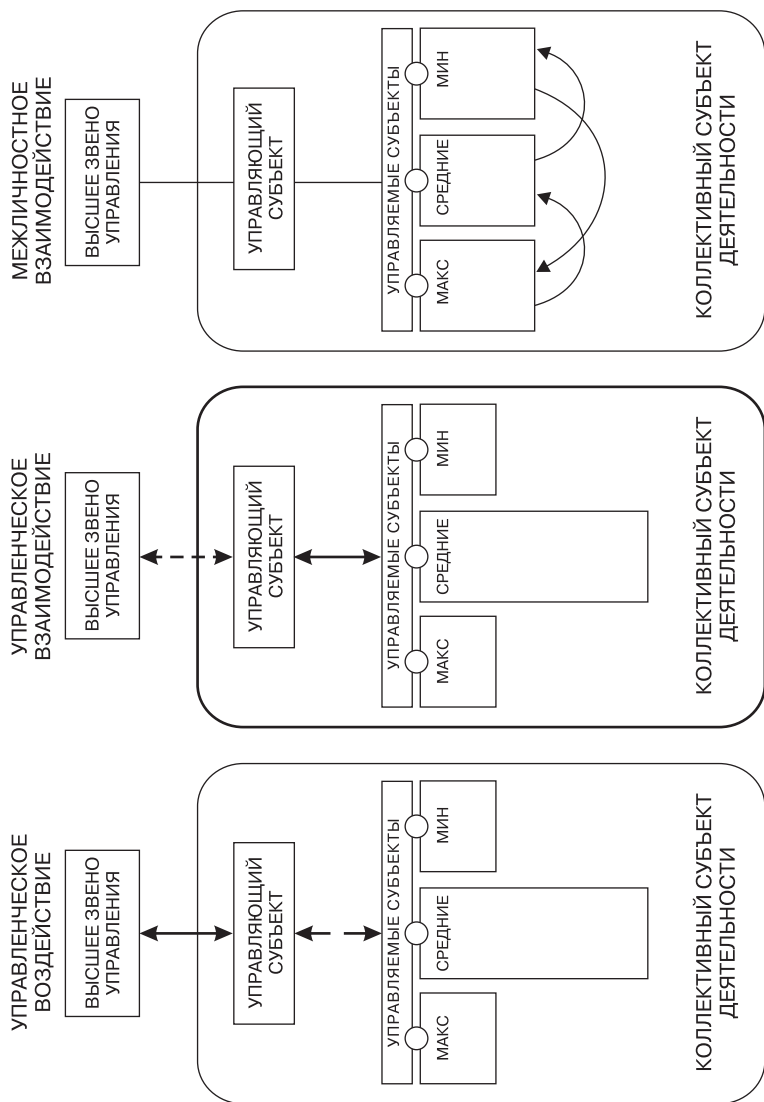 УПРАВЛЕНЧЕСКОЕ
ВОЗДЕЙСТВИЕ
ВЫСШЕЕ ЗВЕНО
УПРАВЛЕНИЯ
УПРАВЛЯЮЩИЙ
СУБЪЕКТ
УПРАВЛЯЕМЫЕ СУБЪЕКТЫ
МАКС
СРЕДНИЕ
МИН
КОЛЛЕКТИВНЫЙ СУБЪЕКТ
ДЕЯТЕЛЬНОСТИ
УПРАВЛЕНЧЕСКОЕ
ВЗАИМОДЕЙСТВИЕ
ВЫСШЕЕ ЗВЕНО
УПРАВЛЕНИЯ
УПРАВЛЯЮЩИЙ
СУБЪЕКТ
УПРАВЛЯЕМЫЕ СУБЪЕКТЫ
МАКС
СРЕДНИЕ
МИН
КОЛЛЕКТИВНЫЙ СУБЪЕКТ
ДЕЯТЕЛЬНОСТИ
МЕЖЛИЧНОСТНОЕ
ВЗАИМОДЕЙСТВИЕ
ВЫСШЕЕ ЗВЕНО
УПРАВЛЕНИЯ
УПРАВЛЯЮЩИЙ
СУБЪЕКТ
УПРАВЛЯЕМЫЕ СУБЪЕКТЫ
МАКС
СРЕДНИЕ
МИН
КОЛЛЕКТИВНЫЙ СУБЪЕКТ
ДЕЯТЕЛЬНОСТИ